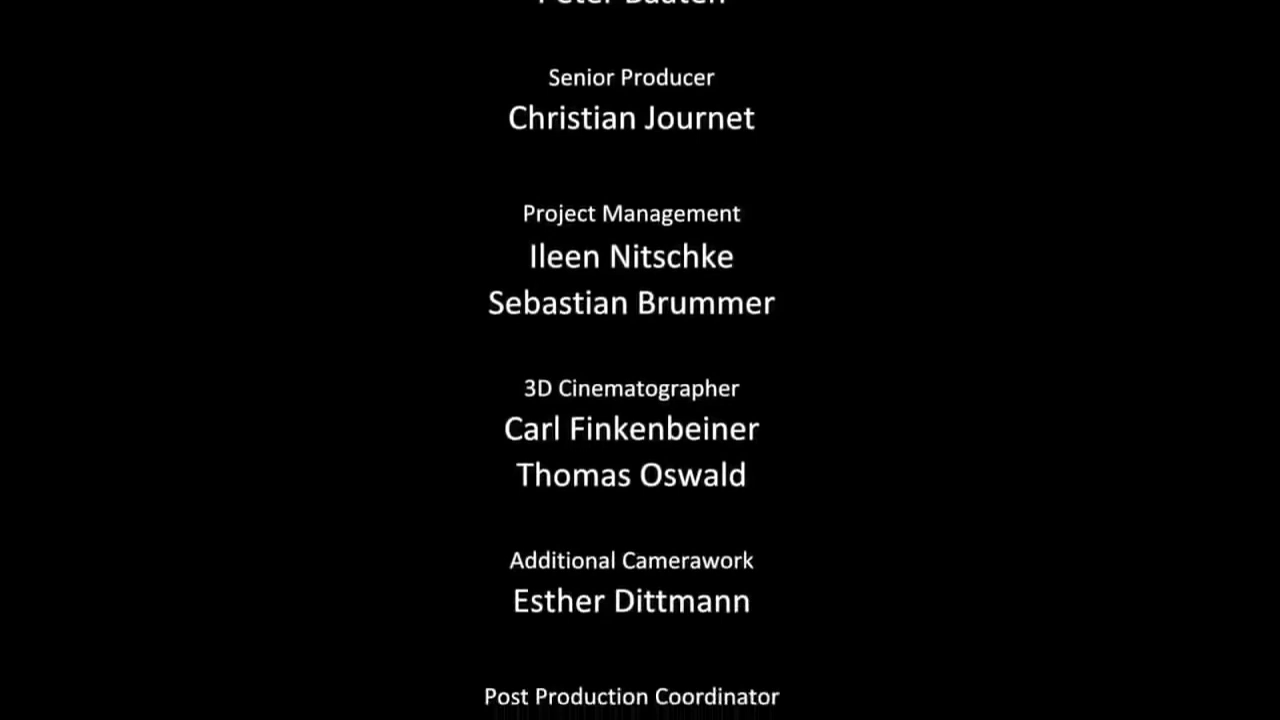 Senior Producer
Christian Journet
Project Management
Ileen Nitschke
Sebastian Brummer
3D Cinematographer
Carl Finkenbeiner
Thomas Oswald
Additional Camerawork
Esther Dittmann
Post Production Coordinator